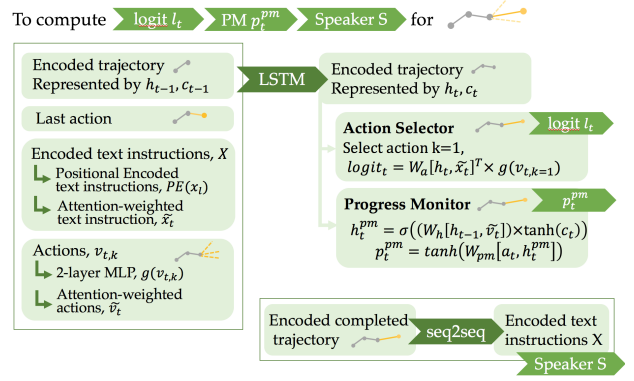 To compute logit l_t PM p_t^{pm} Speaker S for
Encoded trajectory
Represented by h_{t−1}, c_{t−1}
Last action
Encoded text instructions, X
Positional Encoded
text instructions, PE(x_l)
Attention-weighted
text instruction, x̃_t
Actions, v_{t,k}
2-layer MLP, g(v_{t,k})
Attention-weighted
actions, ṽ_t
LSTM
Encoded trajectory
Represented by h_t, c_t
logit l_t
Action Selector
Select action k=1,
logit_t = W_a[h_t, x̃_t]^T × g(v_{t,k=1})
p_t^{pm}
Progress Monitor
h_t^{pm} = σ((W_h[h_{t−1}, ṽ_t])×tanh(c_t))
p_t^{pm} = tanh(W_{pm}[a_t, h_t^{pm}])
Encoded completed
trajectory
seq2seq
Encoded text
instructions X
Speaker S